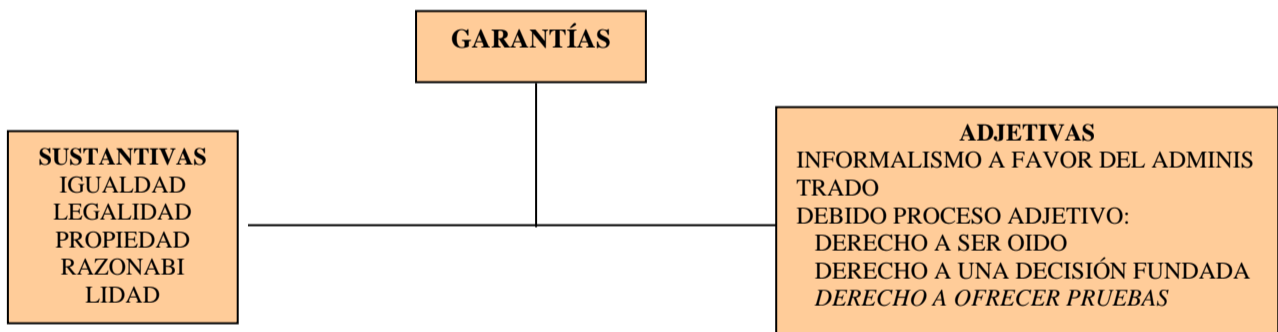 GARANTÍAS
SUSTANTIVAS
IGUALDAD
LEGALIDAD
PROPIEDAD
RAZONABI
LIDAD
ADJETIVAS
INFORMALISMO A FAVOR DEL ADMINIS
TRADO
DEBIDO PROCESO ADJETIVO:
DERECHO A SER OIDO
DERECHO A UNA DECISIÓN FUNDADA
DERECHO A OFRECER PRUEBAS